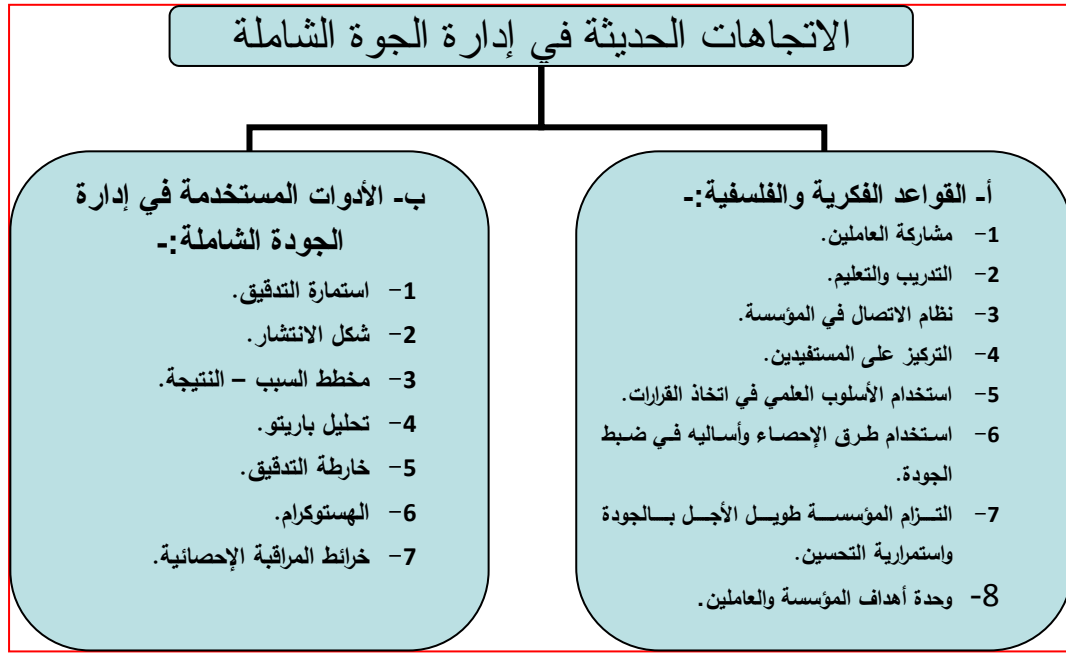 الاتجاهات الحديثة في إدارة الجوة الشاملة
أ- القواعد الفكرية والفلسفية:-
1- مشاركة العاملين.
2- التدريب والتعليم.
3- نظام الاتصال في المؤسسة.
4- التركيز على المستفيدين.
5- استخدام الأسلوب العلمي في اتخاذ القرارات.
6- استخدام طرق الإحصاء وأساليه في ضبط
الجودة.
7- التزام المؤسسة طويل الأجل بالجودة
واستمرارية التحسين.
8- وحدة أهداف المؤسسة والعاملين.
ب- الأدوات المستخدمة في إدارة
الجودة الشاملة:-
1- استمارة التدقيق.
2- شكل الانتشار.
3- مخطط السبب – النتيجة.
4- تحليل باريتو.
5- خارطة التدقيق.
6- الهستوكرام.
7- خرائط المراقبة الإحصائية.